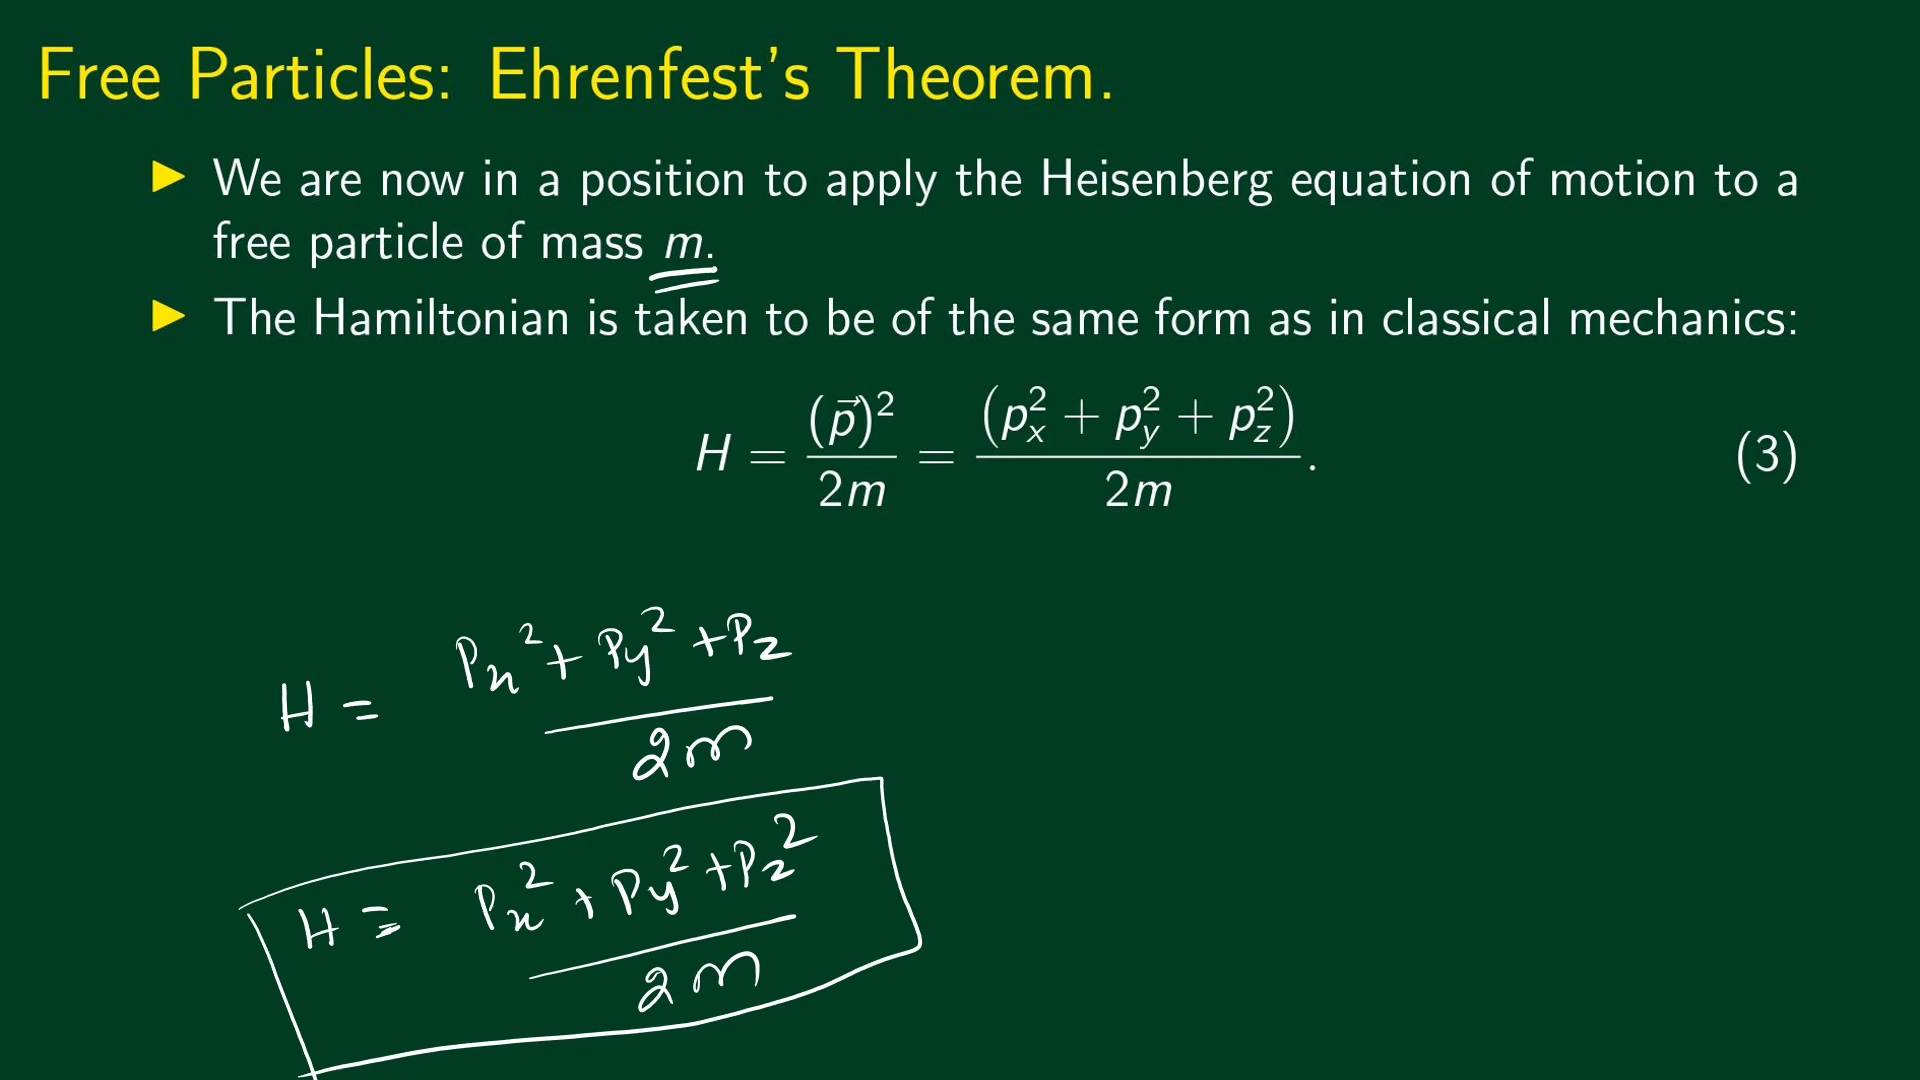 Free Particles: Ehrenfest's Theorem.
▶ We are now in a position to apply the Heisenberg equation of motion to a
free particle of mass m.
▶ The Hamiltonian is taken to be of the same form as in classical mechanics:
H = (p⃗)²/2m = (p_x² + p_y² + p_z²)/2m. (3)
H = P_x² + P_y² + P_z
2m
H = P_x² + P_y² + P_z²
2m